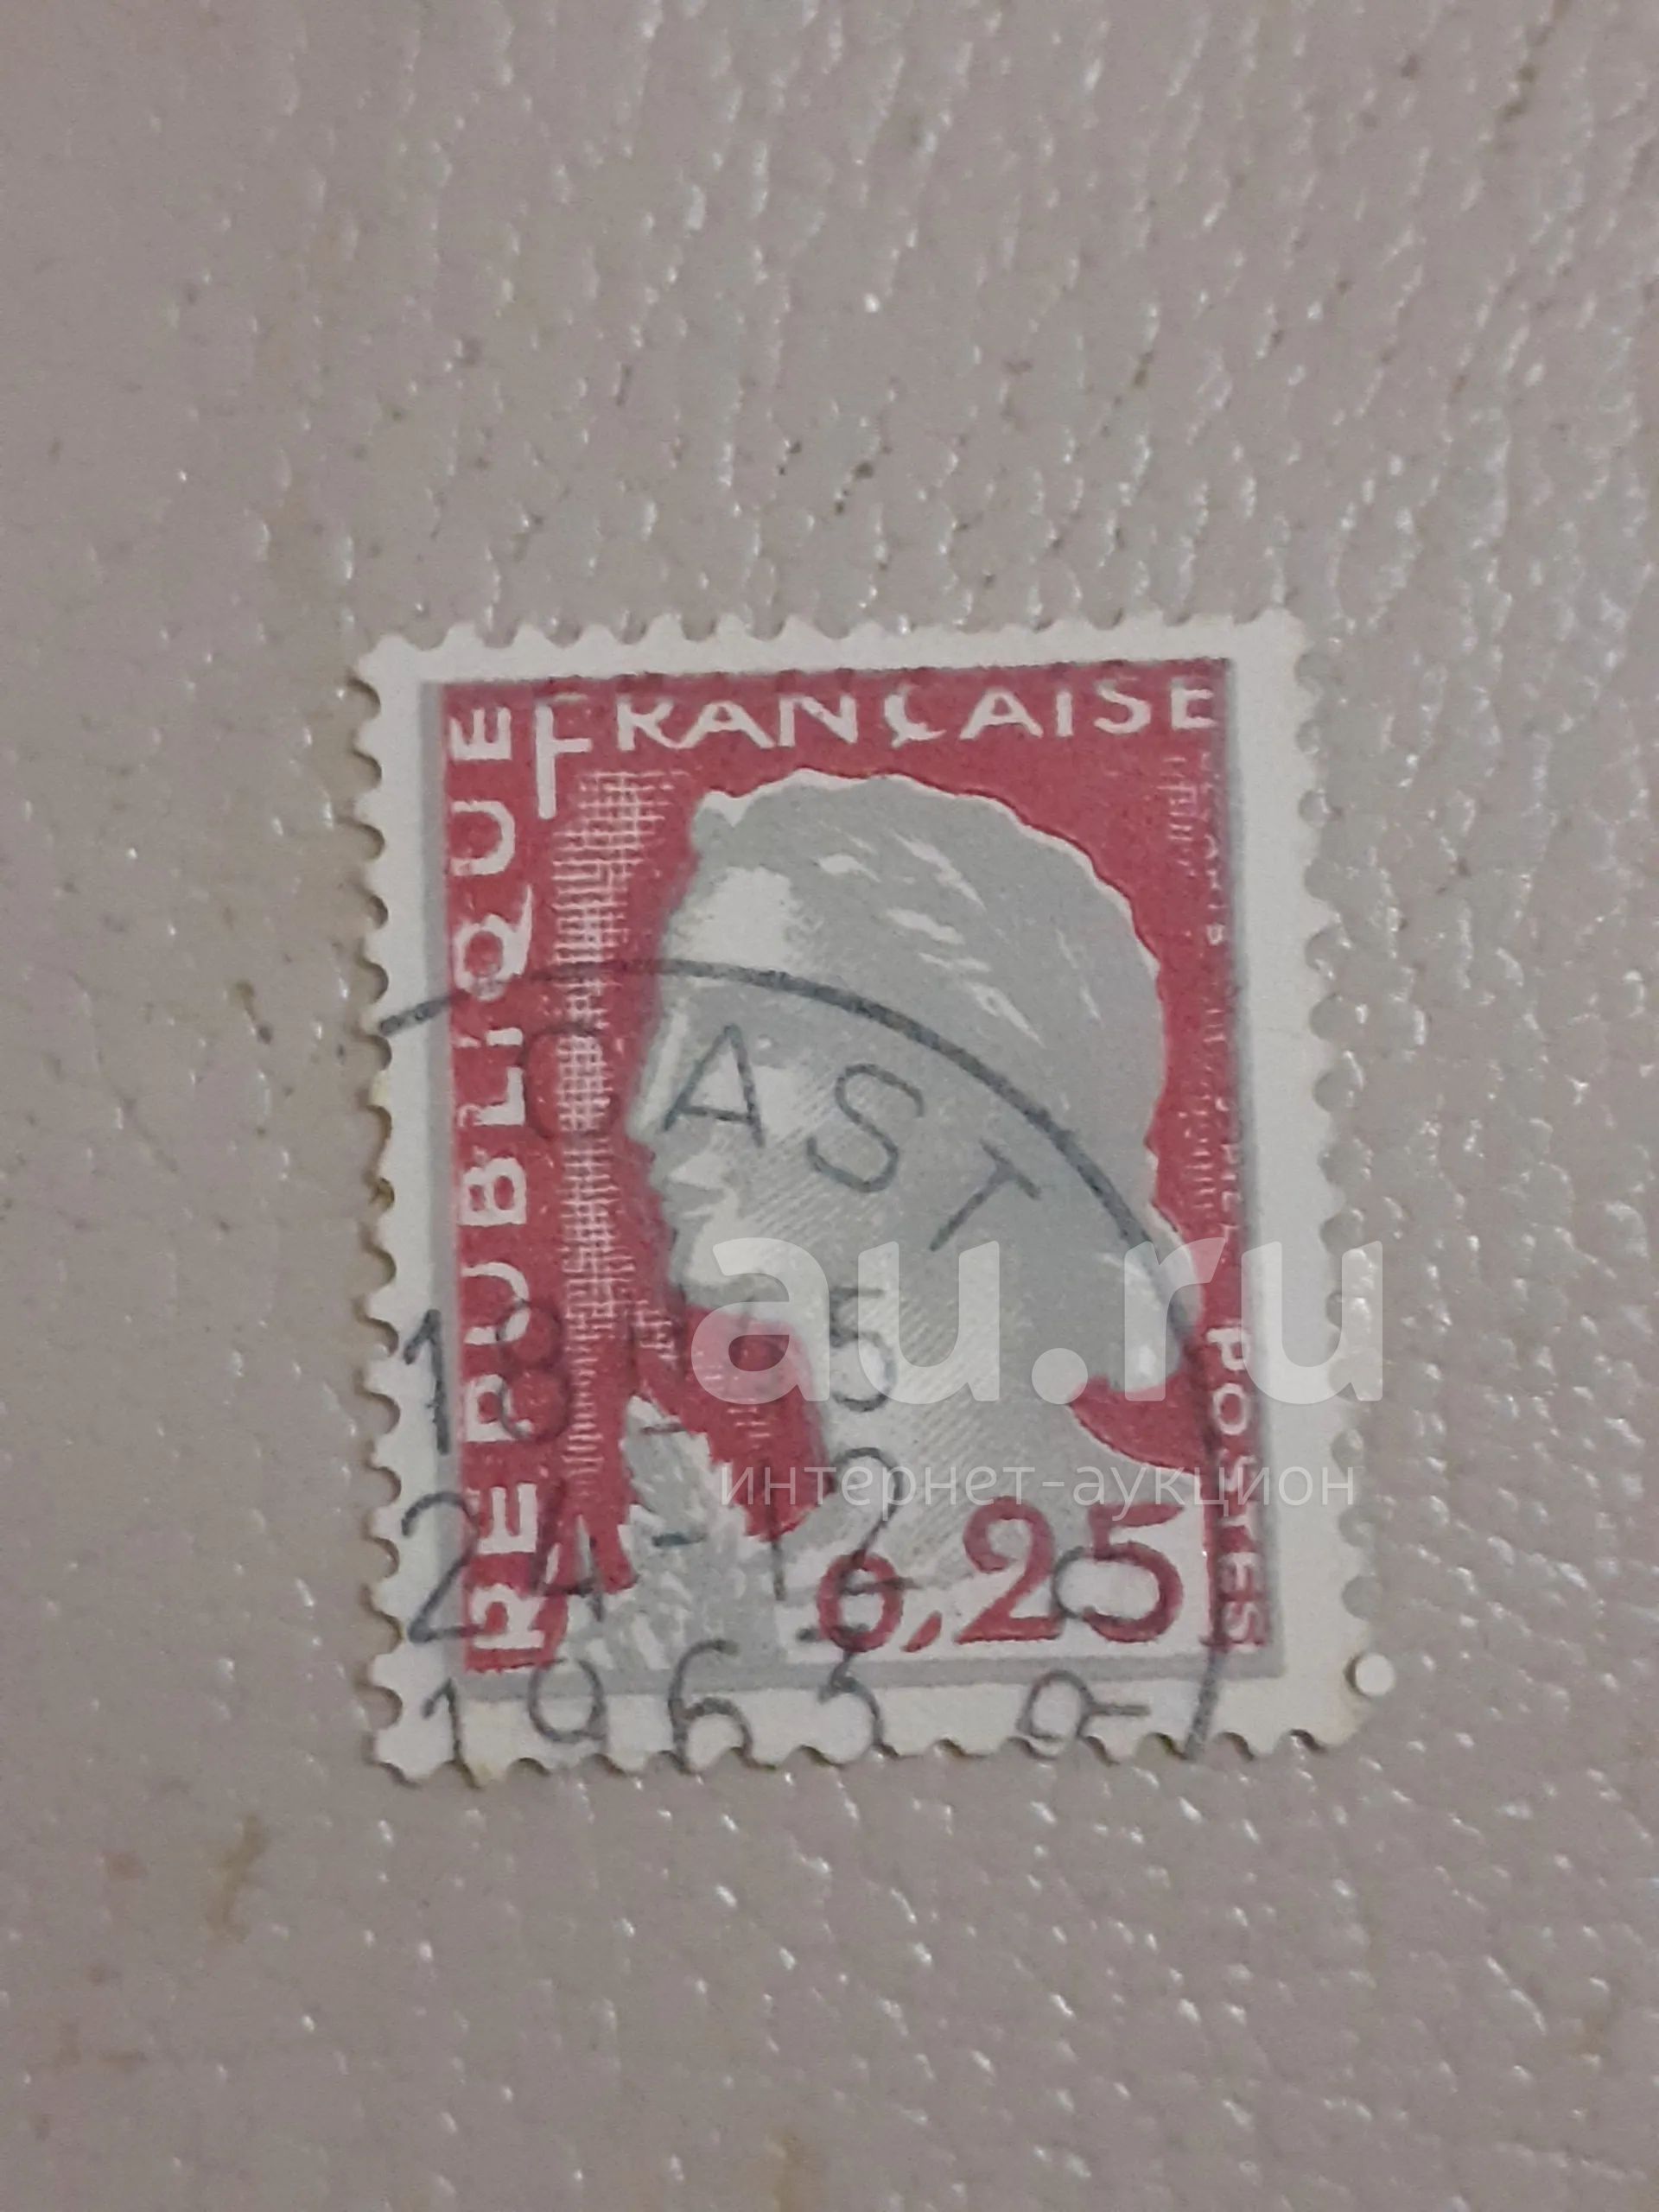 RÉPUBLIQUE
FRANÇAISE
POSTES
0,25
CAST
24-12
1963
au.ru
интернет-аукцион